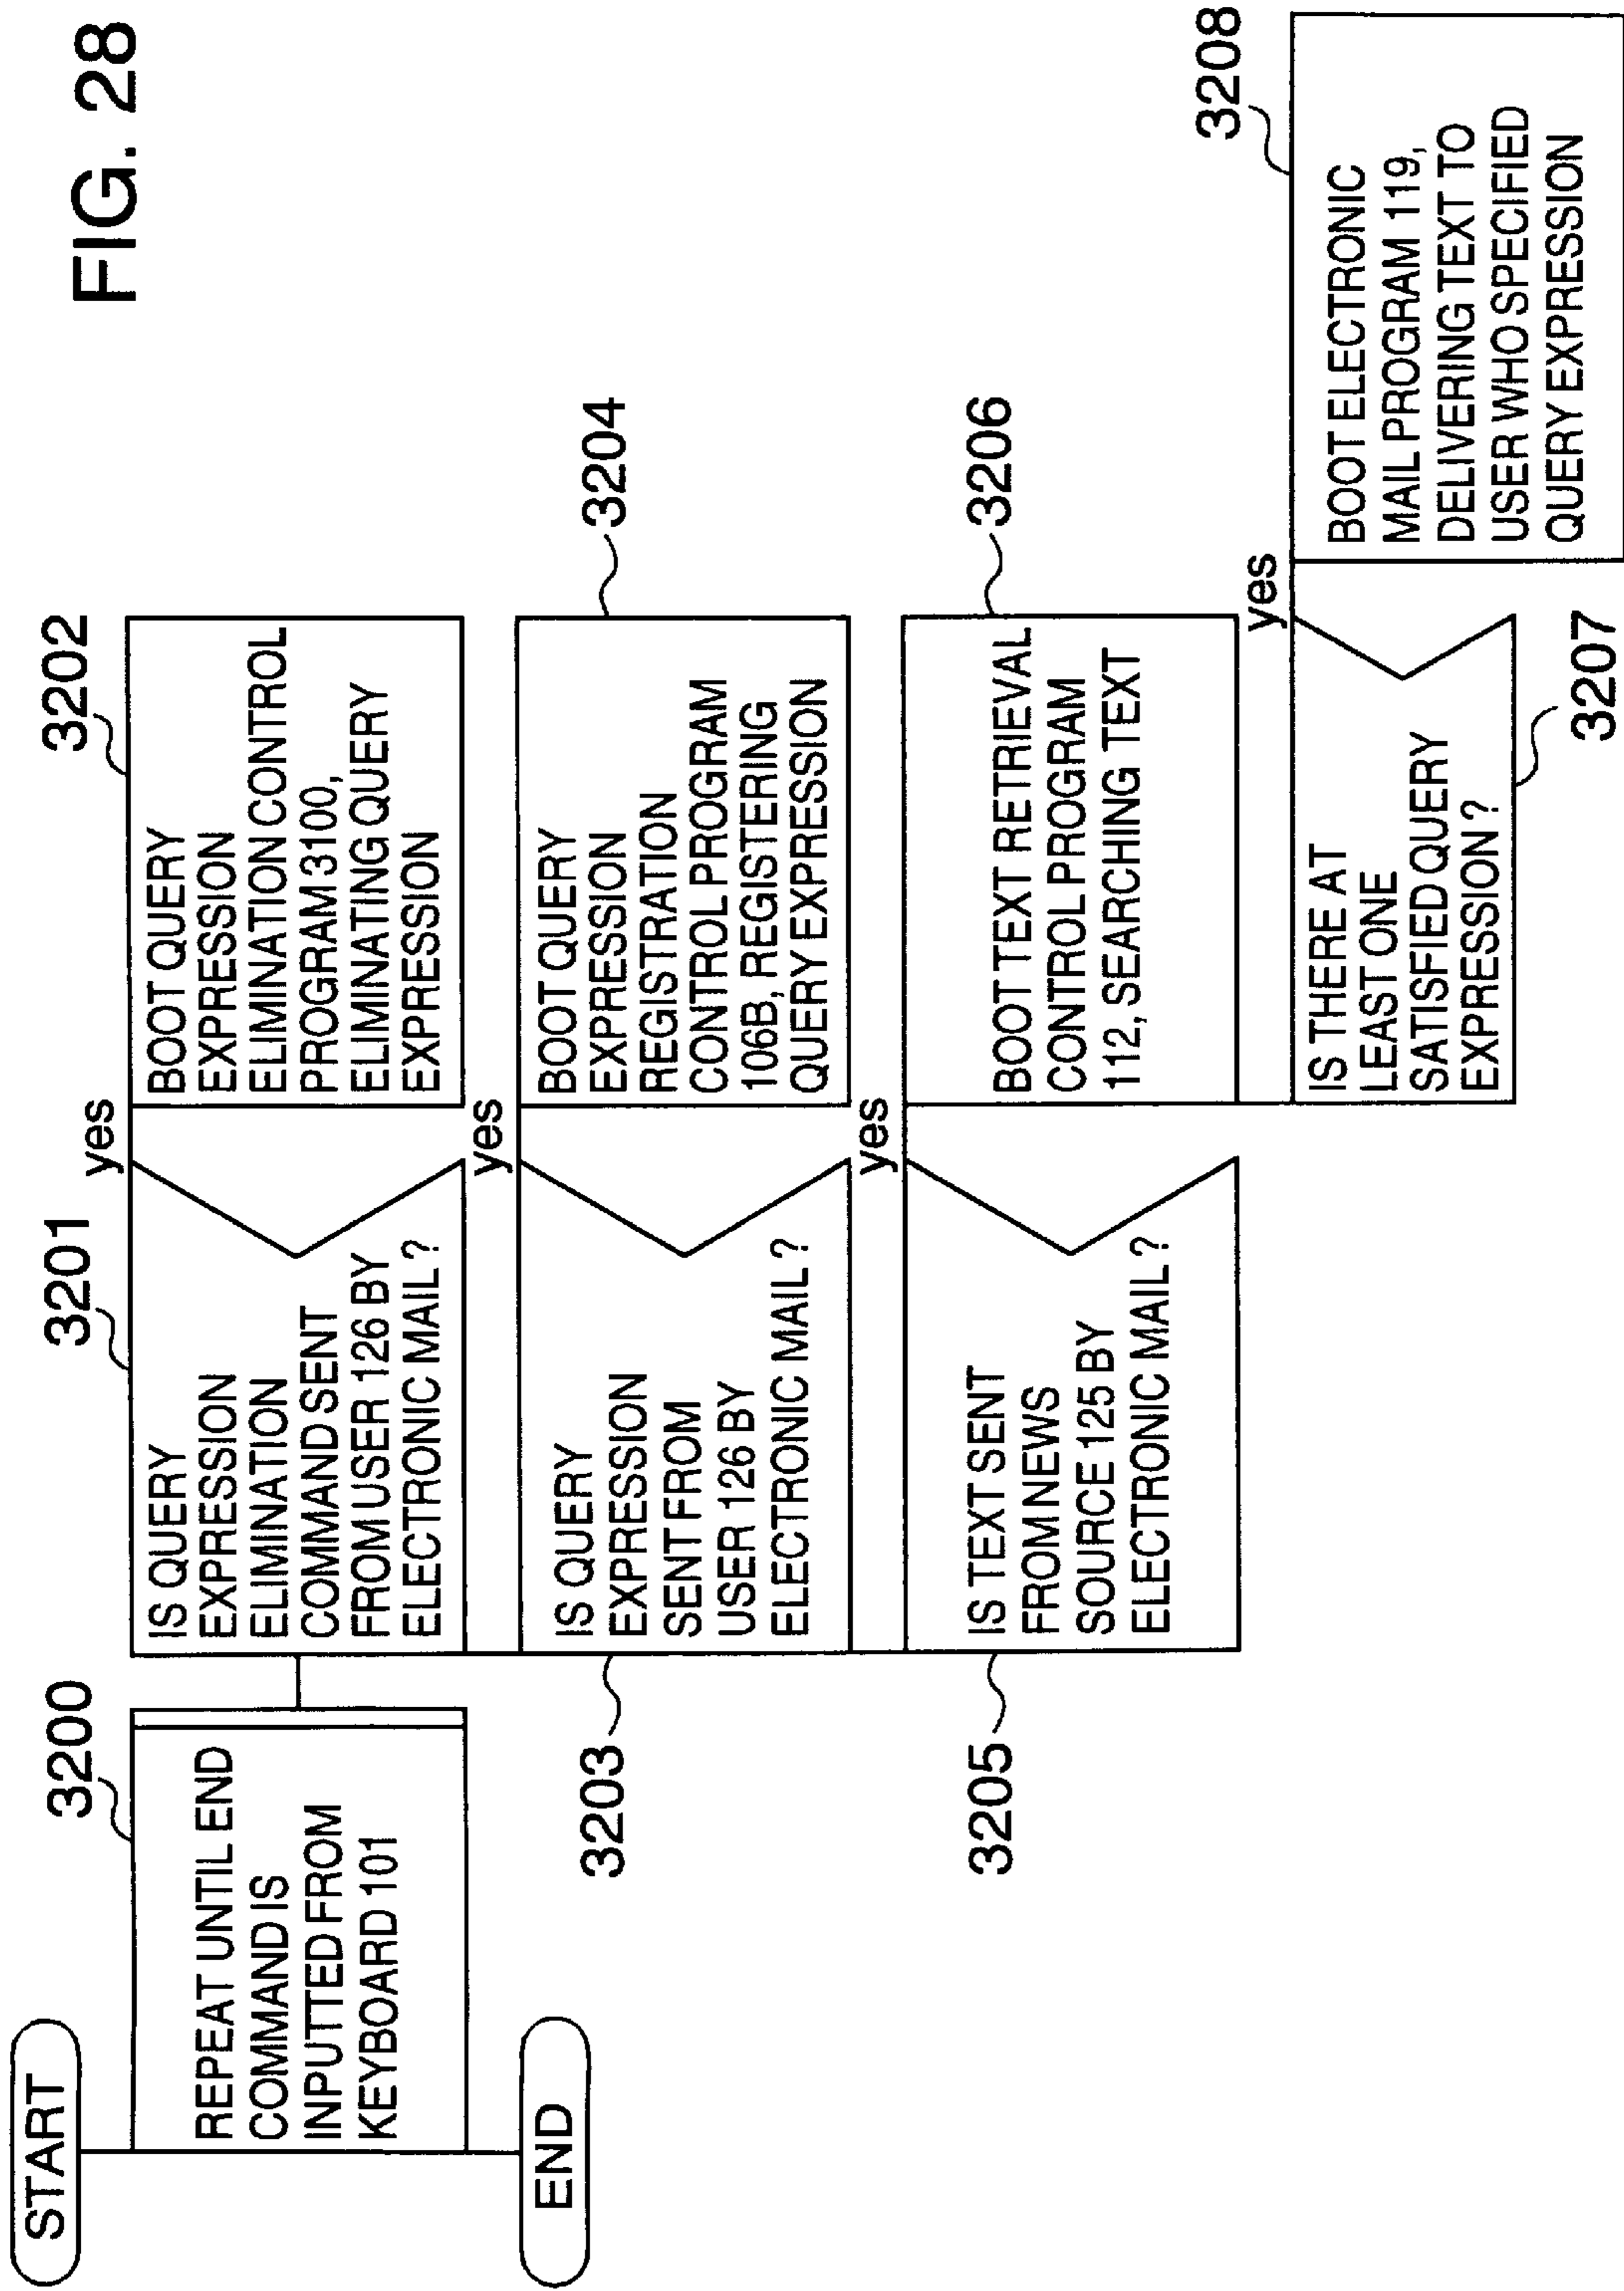 FIG. 28
START
3200
REPEAT UNTIL END
COMMAND IS
INPUTTED FROM
KEYBOARD 101
END
3201
IS QUERY
EXPRESSION
ELIMINATION
COMMAND SENT
FROM USER 126 BY
ELECTRONIC MAIL ?
yes
3202
BOOT QUERY
EXPRESSION
ELIMINATION CONTROL
PROGRAM 3100,
ELIMINATING QUERY
EXPRESSION
3203
IS QUERY
EXPRESSION
SENT FROM
USER 126 BY
ELECTRONIC MAIL ?
yes
3204
BOOT QUERY
EXPRESSION
REGISTRATION
CONTROL PROGRAM
106B, REGISTERING
QUERY EXPRESSION
3205
IS TEXT SENT
FROM NEWS
SOURCE 125 BY
ELECTRONIC MAIL ?
yes
3206
BOOT TEXT RETRIEVAL
CONTROL PROGRAM
112, SEARCHING TEXT
IS THERE AT
LEAST ONE
SATISFIED QUERY
EXPRESSION ?
3207
yes
3208
BOOT ELECTRONIC
MAIL PROGRAM 119,
DELIVERING TEXT TO
USER WHO SPECIFIED
QUERY EXPRESSION